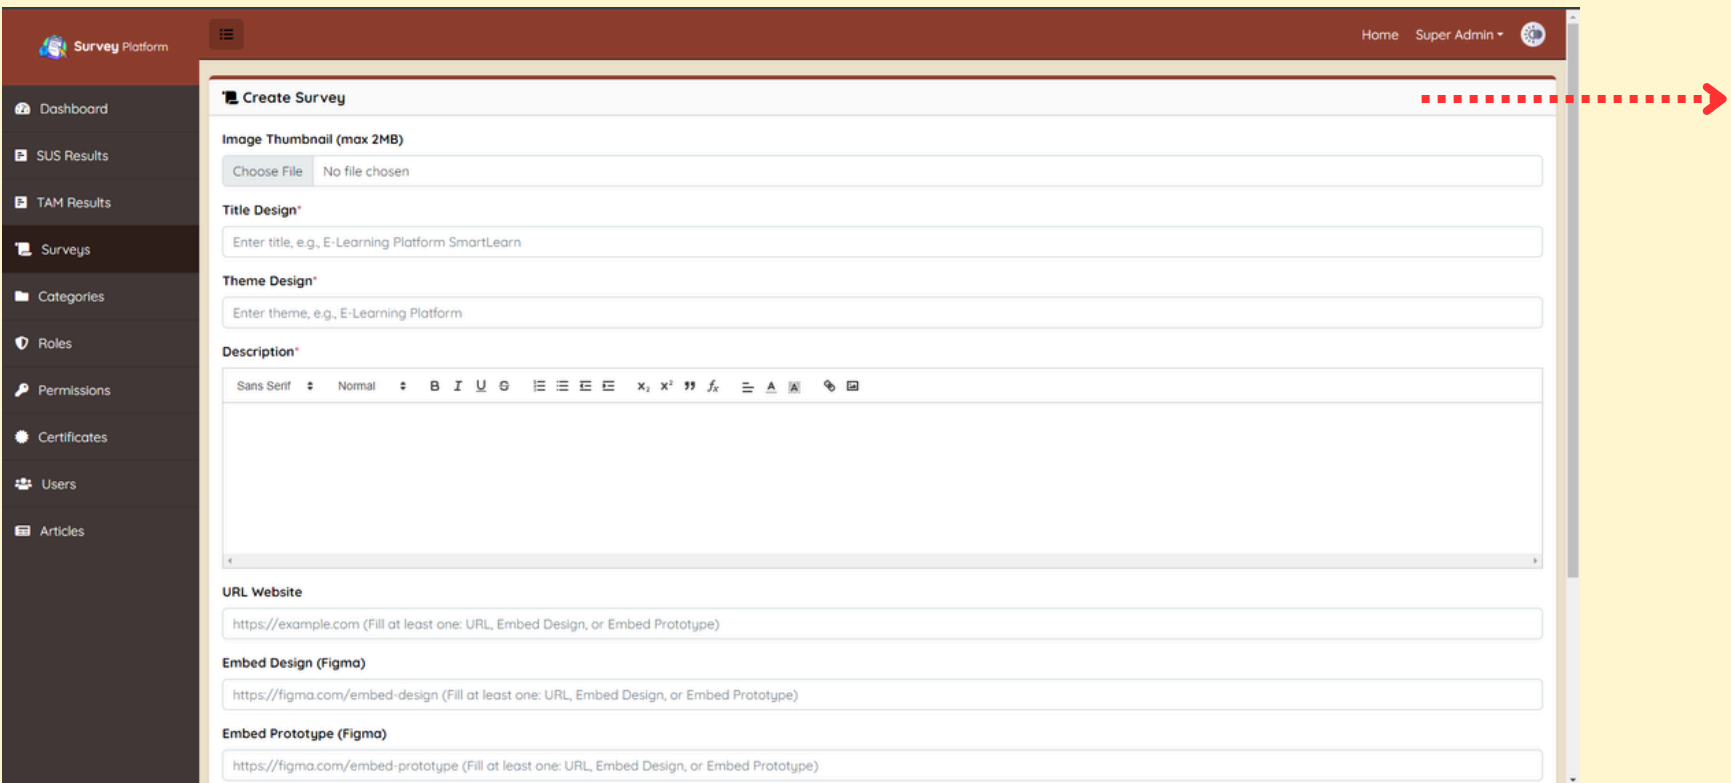 Survey Platform
Home Super Admin
Dashboard
SUS Results
TAM Results
Surveys
Categories
Roles
Permissions
Certificates
Users
Articles
Create Survey
Image Thumbnail (max 2MB)
Choose File No file chosen
Title Design*
Enter title, e.g., E-Learning Platform SmartLearn
Theme Design*
Enter theme, e.g., E-Learning Platform
Description*
Sans Serif Normal B I U S X₂ X² ” fx A A
URL Website
https://example.com (Fill at least one: URL, Embed Design, or Embed Prototype)
Embed Design (Figma)
https://figma.com/embed-design (Fill at least one: URL, Embed Design, or Embed Prototype)
Embed Prototype (Figma)
https://figma.com/embed-prototype (Fill at least one: URL, Embed Design, or Embed Prototype)